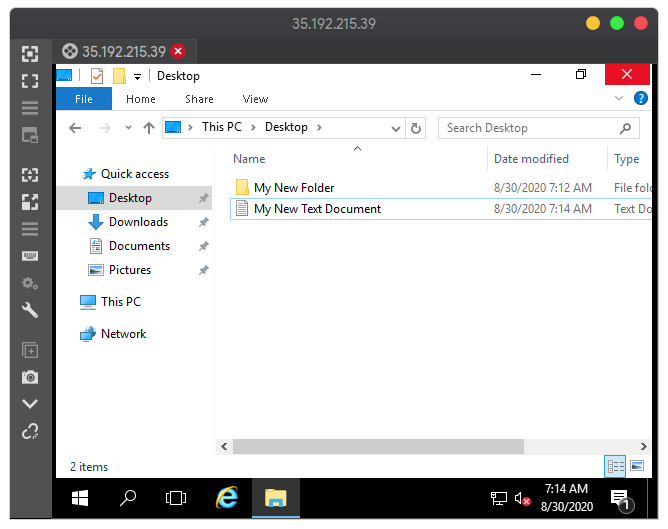 35.192.215.39
35.192.215.39
Desktop
File Home Share View
This PC Desktop
Search Desktop
Name Date modified Type
Quick access
Desktop
Downloads
Documents
Pictures
This PC
Network
My New Folder 8/30/2020 7:12 AM File fold
My New Text Document 8/30/2020 7:14 AM Text Do
2 items
7:14 AM
8/30/2020
1